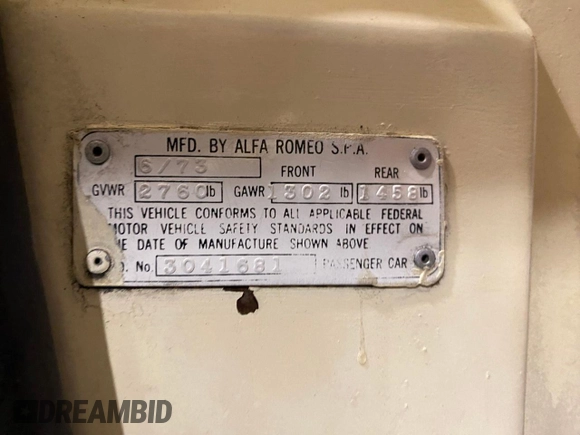 MFD. BY ALFA ROMEO S.P.A.
6/73 FRONT REAR
GVWR 2760 lb GAWR 1302 lb 1458 lb
THIS VEHICLE CONFORMS TO ALL APPLICABLE FEDERAL
MOTOR VEHICLE SAFETY STANDARDS IN EFFECT ON
THE DATE OF MANUFACTURE SHOWN ABOVE
No. 3041681 PASSENGER CAR
DREAMBID